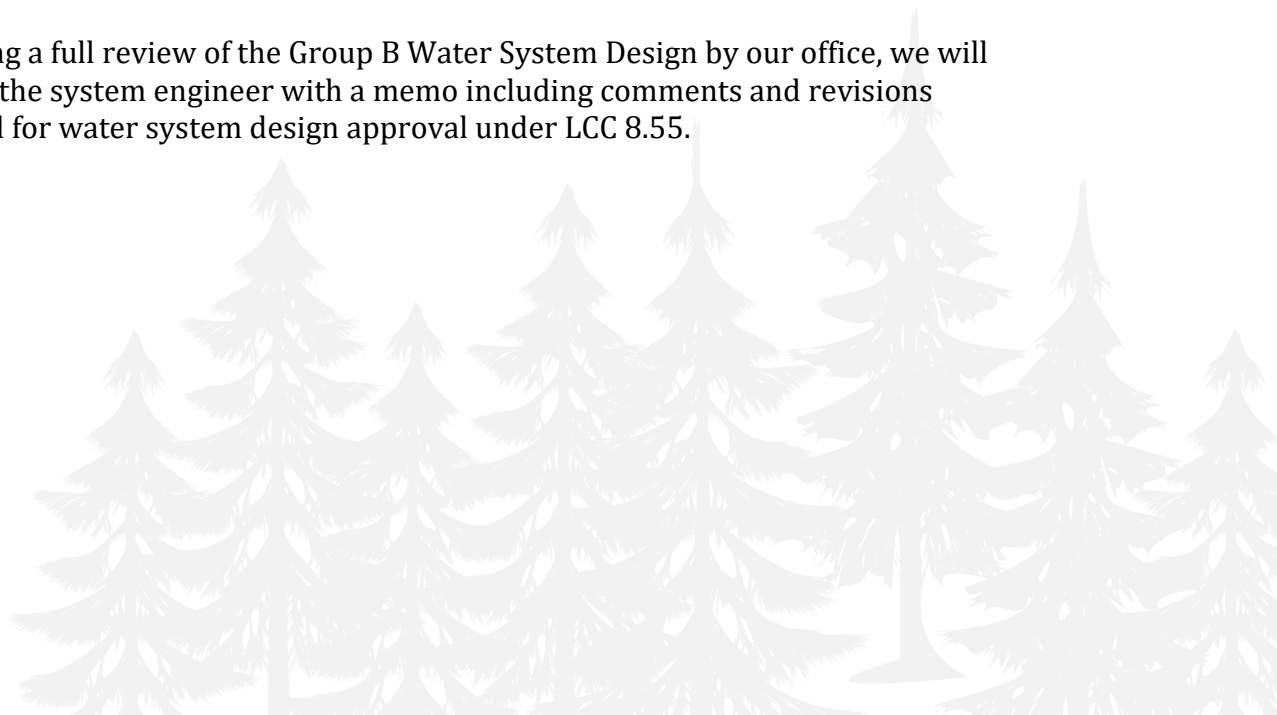 ng a full review of the Group B Water System Design by our office, we will
the system engineer with a memo including comments and revisions
d for water system design approval under LCC 8.55.